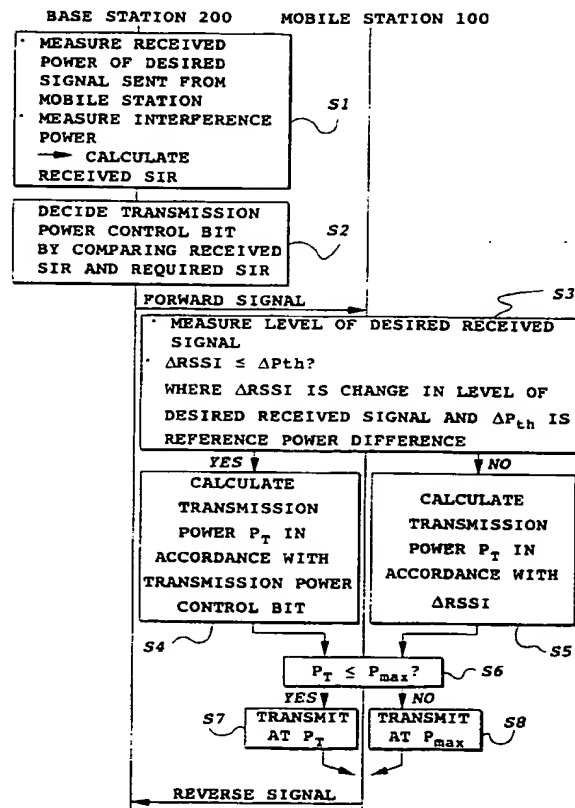 BASE STATION 200 MOBILE STATION 100
· MEASURE RECEIVED
POWER OF DESIRED
SIGNAL SENT FROM
MOBILE STATION
· MEASURE INTERFERENCE
POWER
→ CALCULATE
RECEIVED SIR
S1
DECIDE TRANSMISSION
POWER CONTROL BIT
BY COMPARING RECEIVED
SIR AND REQUIRED SIR
S2
FORWARD SIGNAL
S3
· MEASURE LEVEL OF DESIRED RECEIVED
SIGNAL
· ΔRSSI ≤ ΔPth?
WHERE ΔRSSI IS CHANGE IN LEVEL OF
DESIRED RECEIVED SIGNAL AND ΔPth IS
REFERENCE POWER DIFFERENCE
YES NO
CALCULATE
TRANSMISSION
POWER PT IN
ACCORDANCE WITH
TRANSMISSION POWER
CONTROL BIT
S4
CALCULATE
TRANSMISSION
POWER PT IN
ACCORDANCE WITH
ΔRSSI
S5
PT ≤ Pmax?
S6
YES NO
S7
TRANSMIT
AT PT
TRANSMIT
AT Pmax
S8
REVERSE SIGNAL